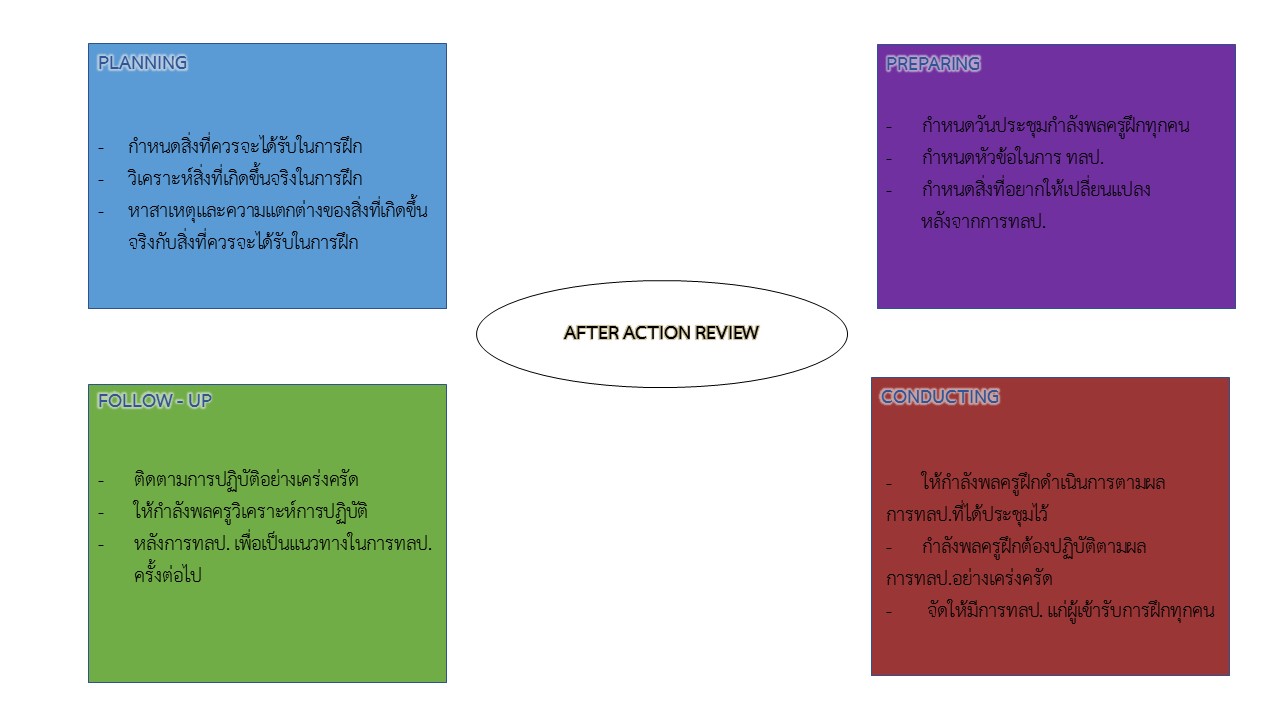 PLANNING
- กำหนดสิ่งที่ควรจะได้รับในการฝึก
- วิเคราะห์สิ่งที่เกิดขึ้นจริงในการฝึก
- หาสาเหตุและความแตกต่างของสิ่งที่เกิดขึ้น
จริงกับสิ่งที่ควรจะได้รับในการฝึก
PREPARING
- กำหนดวันประชุมกำลังพลครูฝึกทุกคน
- กำหนดหัวข้อในการ ทลป.
- กำหนดสิ่งที่อยากให้เปลี่ยนแปลง
หลังจากการทลป.
AFTER ACTION REVIEW
FOLLOW - UP
- ติดตามการปฏิบัติอย่างเคร่งครัด
- ให้กำลังพลครูวิเคราะห์การปฏิบัติ
- หลังการทลป. เพื่อเป็นแนวทางในการทลป.
ครั้งต่อไป
CONDUCTING
- ให้กำลังพลครูฝึกดำเนินการตามผล
การทลป.ที่ได้ประชุมไว้
- กำลังพลครูฝึกต้องปฏิบัติตามผล
การทลป.อย่างเคร่งครัด
- จัดให้มีการทลป. แก่ผู้เข้ารับการฝึกทุกคน